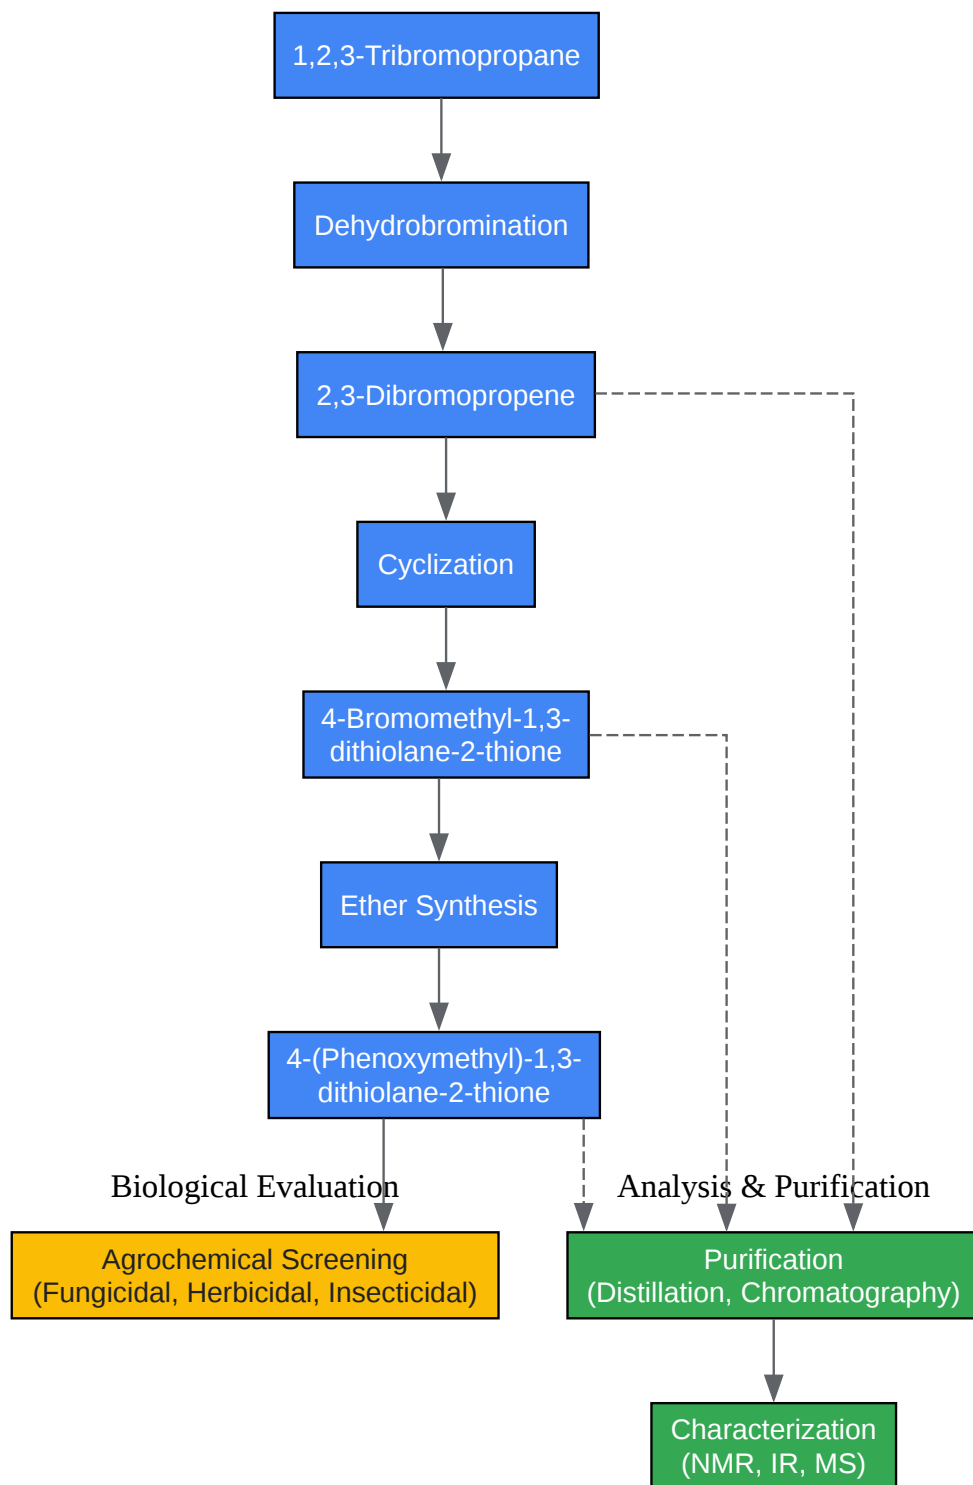 1,2,3-Tribromopropane
Dehydrobromination
2,3-Dibromopropene
Cyclization
4-Bromomethyl-1,3-
dithiolane-2-thione
Ether Synthesis
4-(Phenoxymethyl)-1,3-
dithiolane-2-thione
Biological Evaluation
Analysis & Purification
Agrochemical Screening
(Fungicidal, Herbicidal, Insecticidal)
Purification
(Distillation, Chromatography)
Characterization
(NMR, IR, MS)